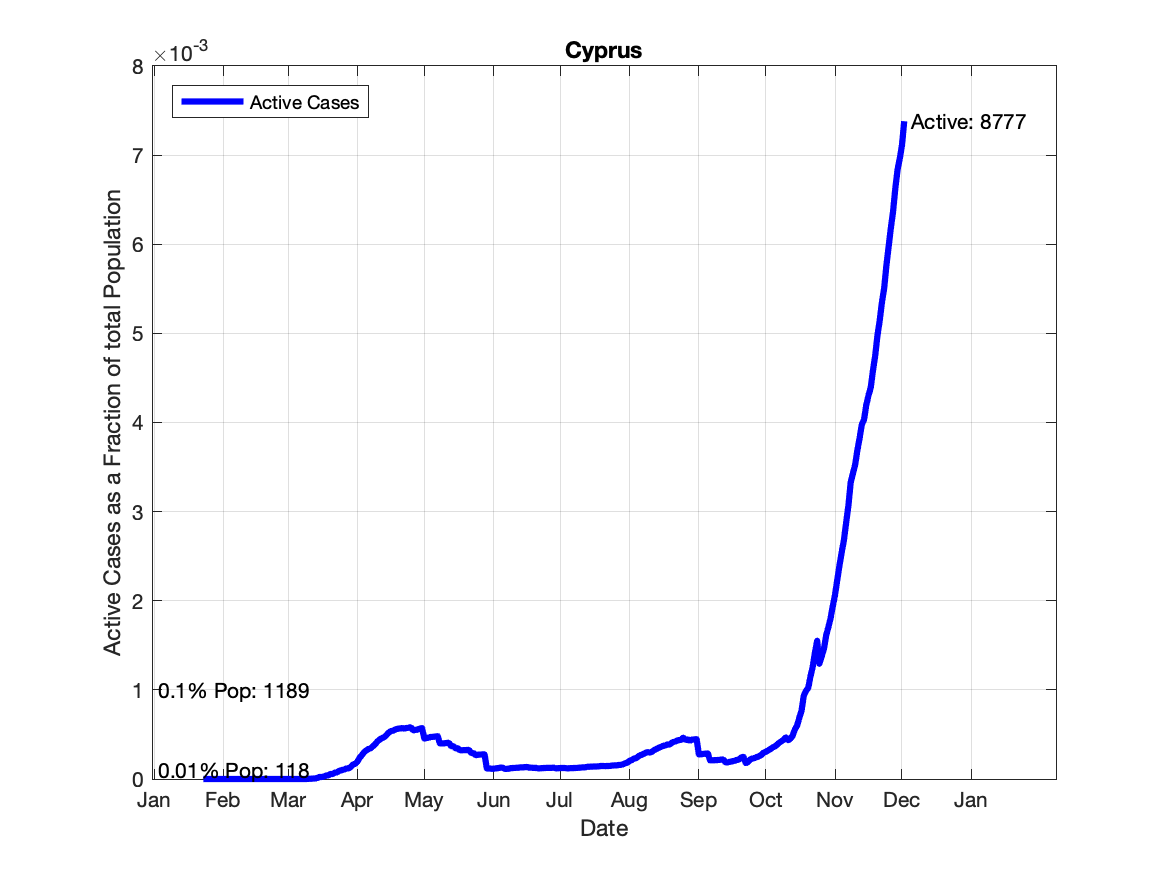 ×10-3
Cyprus
8
Active Cases
Active: 8777
7
6
5
4
3
2
1
0
0.1% Pop: 1189
0.01% Pop: 118
Active Cases as a Fraction of total Population
Jan Feb Mar Apr May Jun Jul Aug Sep Oct Nov Dec Jan
Date